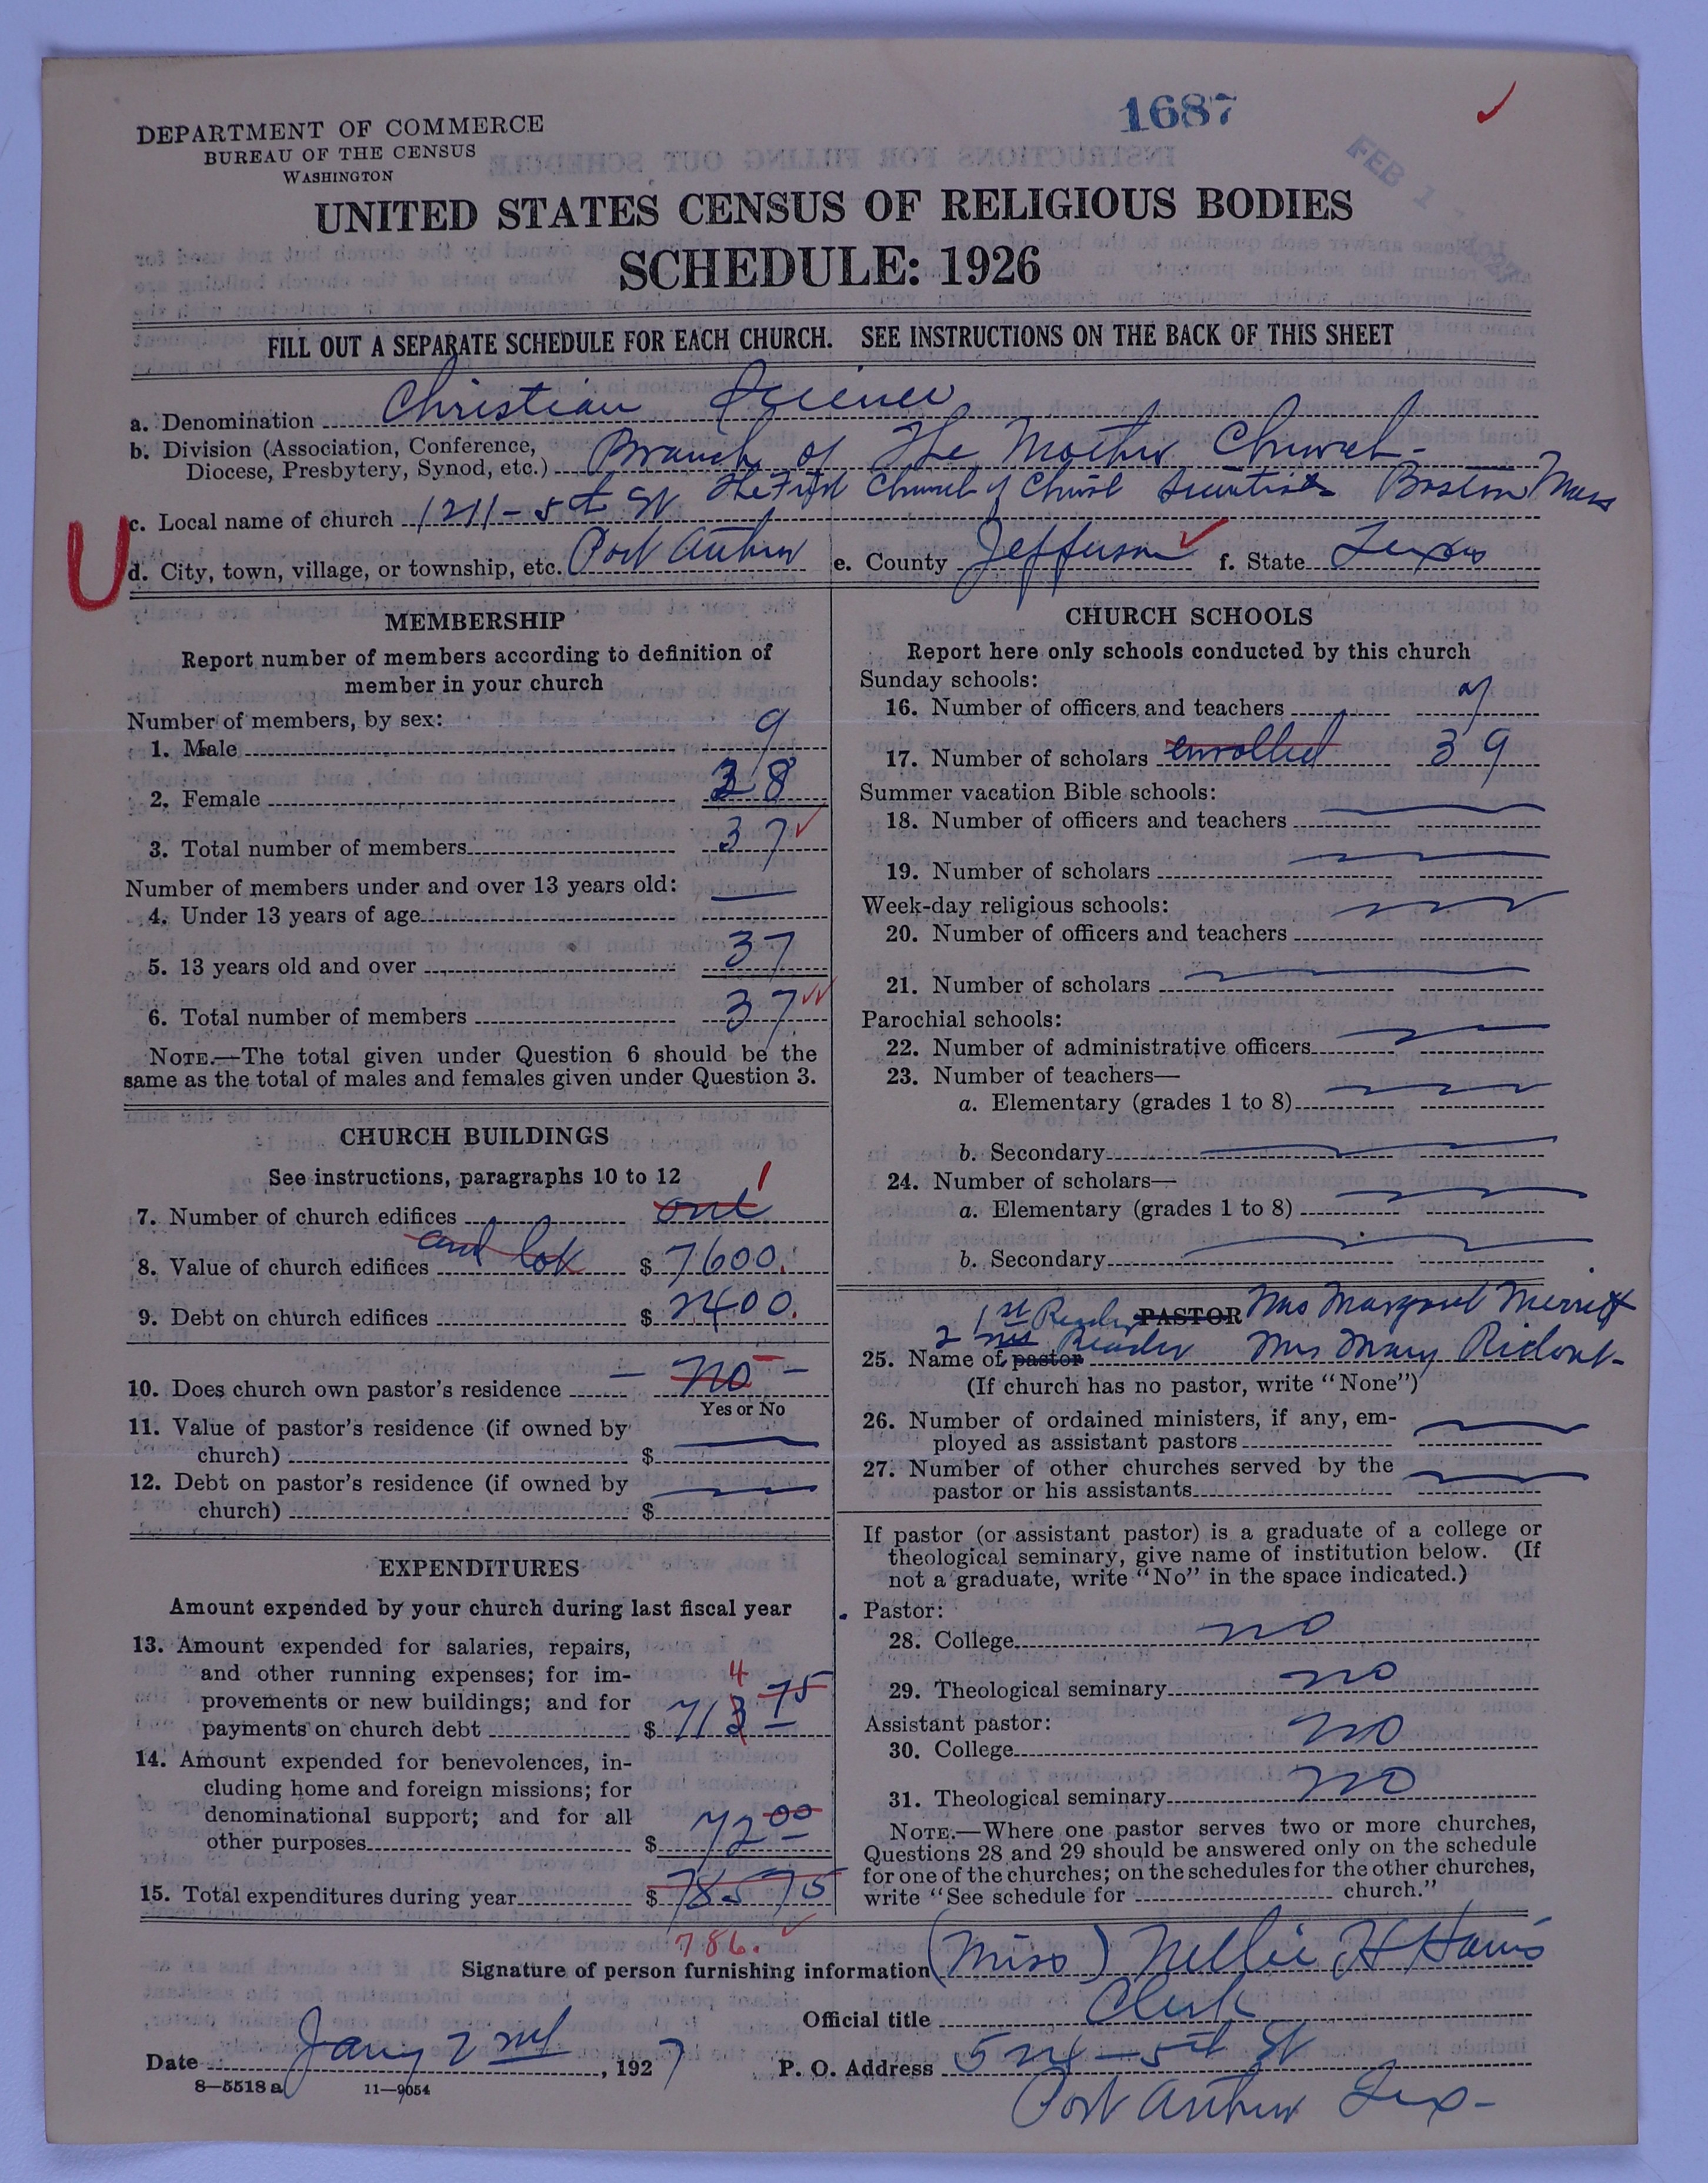 1687
FEB 1
DEPARTMENT OF COMMERCE
BUREAU OF THE CENSUS
WASHINGTON
UNITED STATES CENSUS OF RELIGIOUS BODIES
SCHEDULE: 1926
FILL OUT A SEPARATE SCHEDULE FOR EACH CHURCH. SEE INSTRUCTIONS ON THE BACK OF THIS SHEET
a. Denomination Christian Science
b. Division (Association, Conference, Diocese, Presbytery, Synod, etc.) Branch of The Mother Church-
The First Church of Christ Scientist Boston Mass
c. Local name of church 1211-5th St
U
d. City, town, village, or township, etc. Port Arthur e. County Jefferson f. State Texas
MEMBERSHIP
Report number of members according to definition of
member in your church
Number of members, by sex:
1. Male 9
2. Female 28
3. Total number of members 37
Number of members under and over 13 years old:
4. Under 13 years of age —
5. 13 years old and over 37
6. Total number of members 37
NOTE.—The total given under Question 6 should be the
same as the total of males and females given under Question 3.
CHURCH BUILDINGS
See instructions, paragraphs 10 to 12
7. Number of church edifices one 1
8. Value of church edifices and lot $ 7600.
9. Debt on church edifices $ 2400.
10. Does church own pastor's residence — no —
Yes or No
11. Value of pastor's residence (if owned by
church) $ —
12. Debt on pastor's residence (if owned by
church) $ —
EXPENDITURES
Amount expended by your church during last fiscal year
13. Amount expended for salaries, repairs,
and other running expenses; for im-
provements or new buildings; and for
payments on church debt $ 713 75
4
14. Amount expended for benevolences, in-
cluding home and foreign missions; for
denominational support; and for all
other purposes $ 72 00
15. Total expenditures during year $ 785 75
786.
CHURCH SCHOOLS
Report here only schools conducted by this church
Sunday schools:
16. Number of officers and teachers
17. Number of scholars enrolled 39
Summer vacation Bible schools:
18. Number of officers and teachers —
19. Number of scholars —
Week-day religious schools:
20. Number of officers and teachers —
21. Number of scholars —
Parochial schools:
22. Number of administrative officers —
23. Number of teachers—
a. Elementary (grades 1 to 8) —
b. Secondary —
24. Number of scholars—
a. Elementary (grades 1 to 8) —
b. Secondary —
1st Reader PASTOR Mrs Margaret Merritt
25. Name of pastor 2nd Reader Mrs Mary
(If church has no pastor, write "None")
26. Number of ordained ministers, if any, em-
ployed as assistant pastors —
27. Number of other churches served by the
pastor or his assistants —
If pastor (or assistant pastor) is a graduate of a college or
theological seminary, give name of institution below. (If
not a graduate, write "No" in the space indicated.)
Pastor:
28. College no
29. Theological seminary no
Assistant pastor:
30. College no
31. Theological seminary no
NOTE.—Where one pastor serves two or more churches,
Questions 28 and 29 should be answered only on the schedule
for one of the churches; on the schedules for the other churches,
write "See schedule for church."
Signature of person furnishing information (Miss) Nellie H Harris
Official title Clerk
Date Jany 2nd, 1927 P. O. Address 524-5th St
Port Arthur Tex-
8-5518a 11-9054